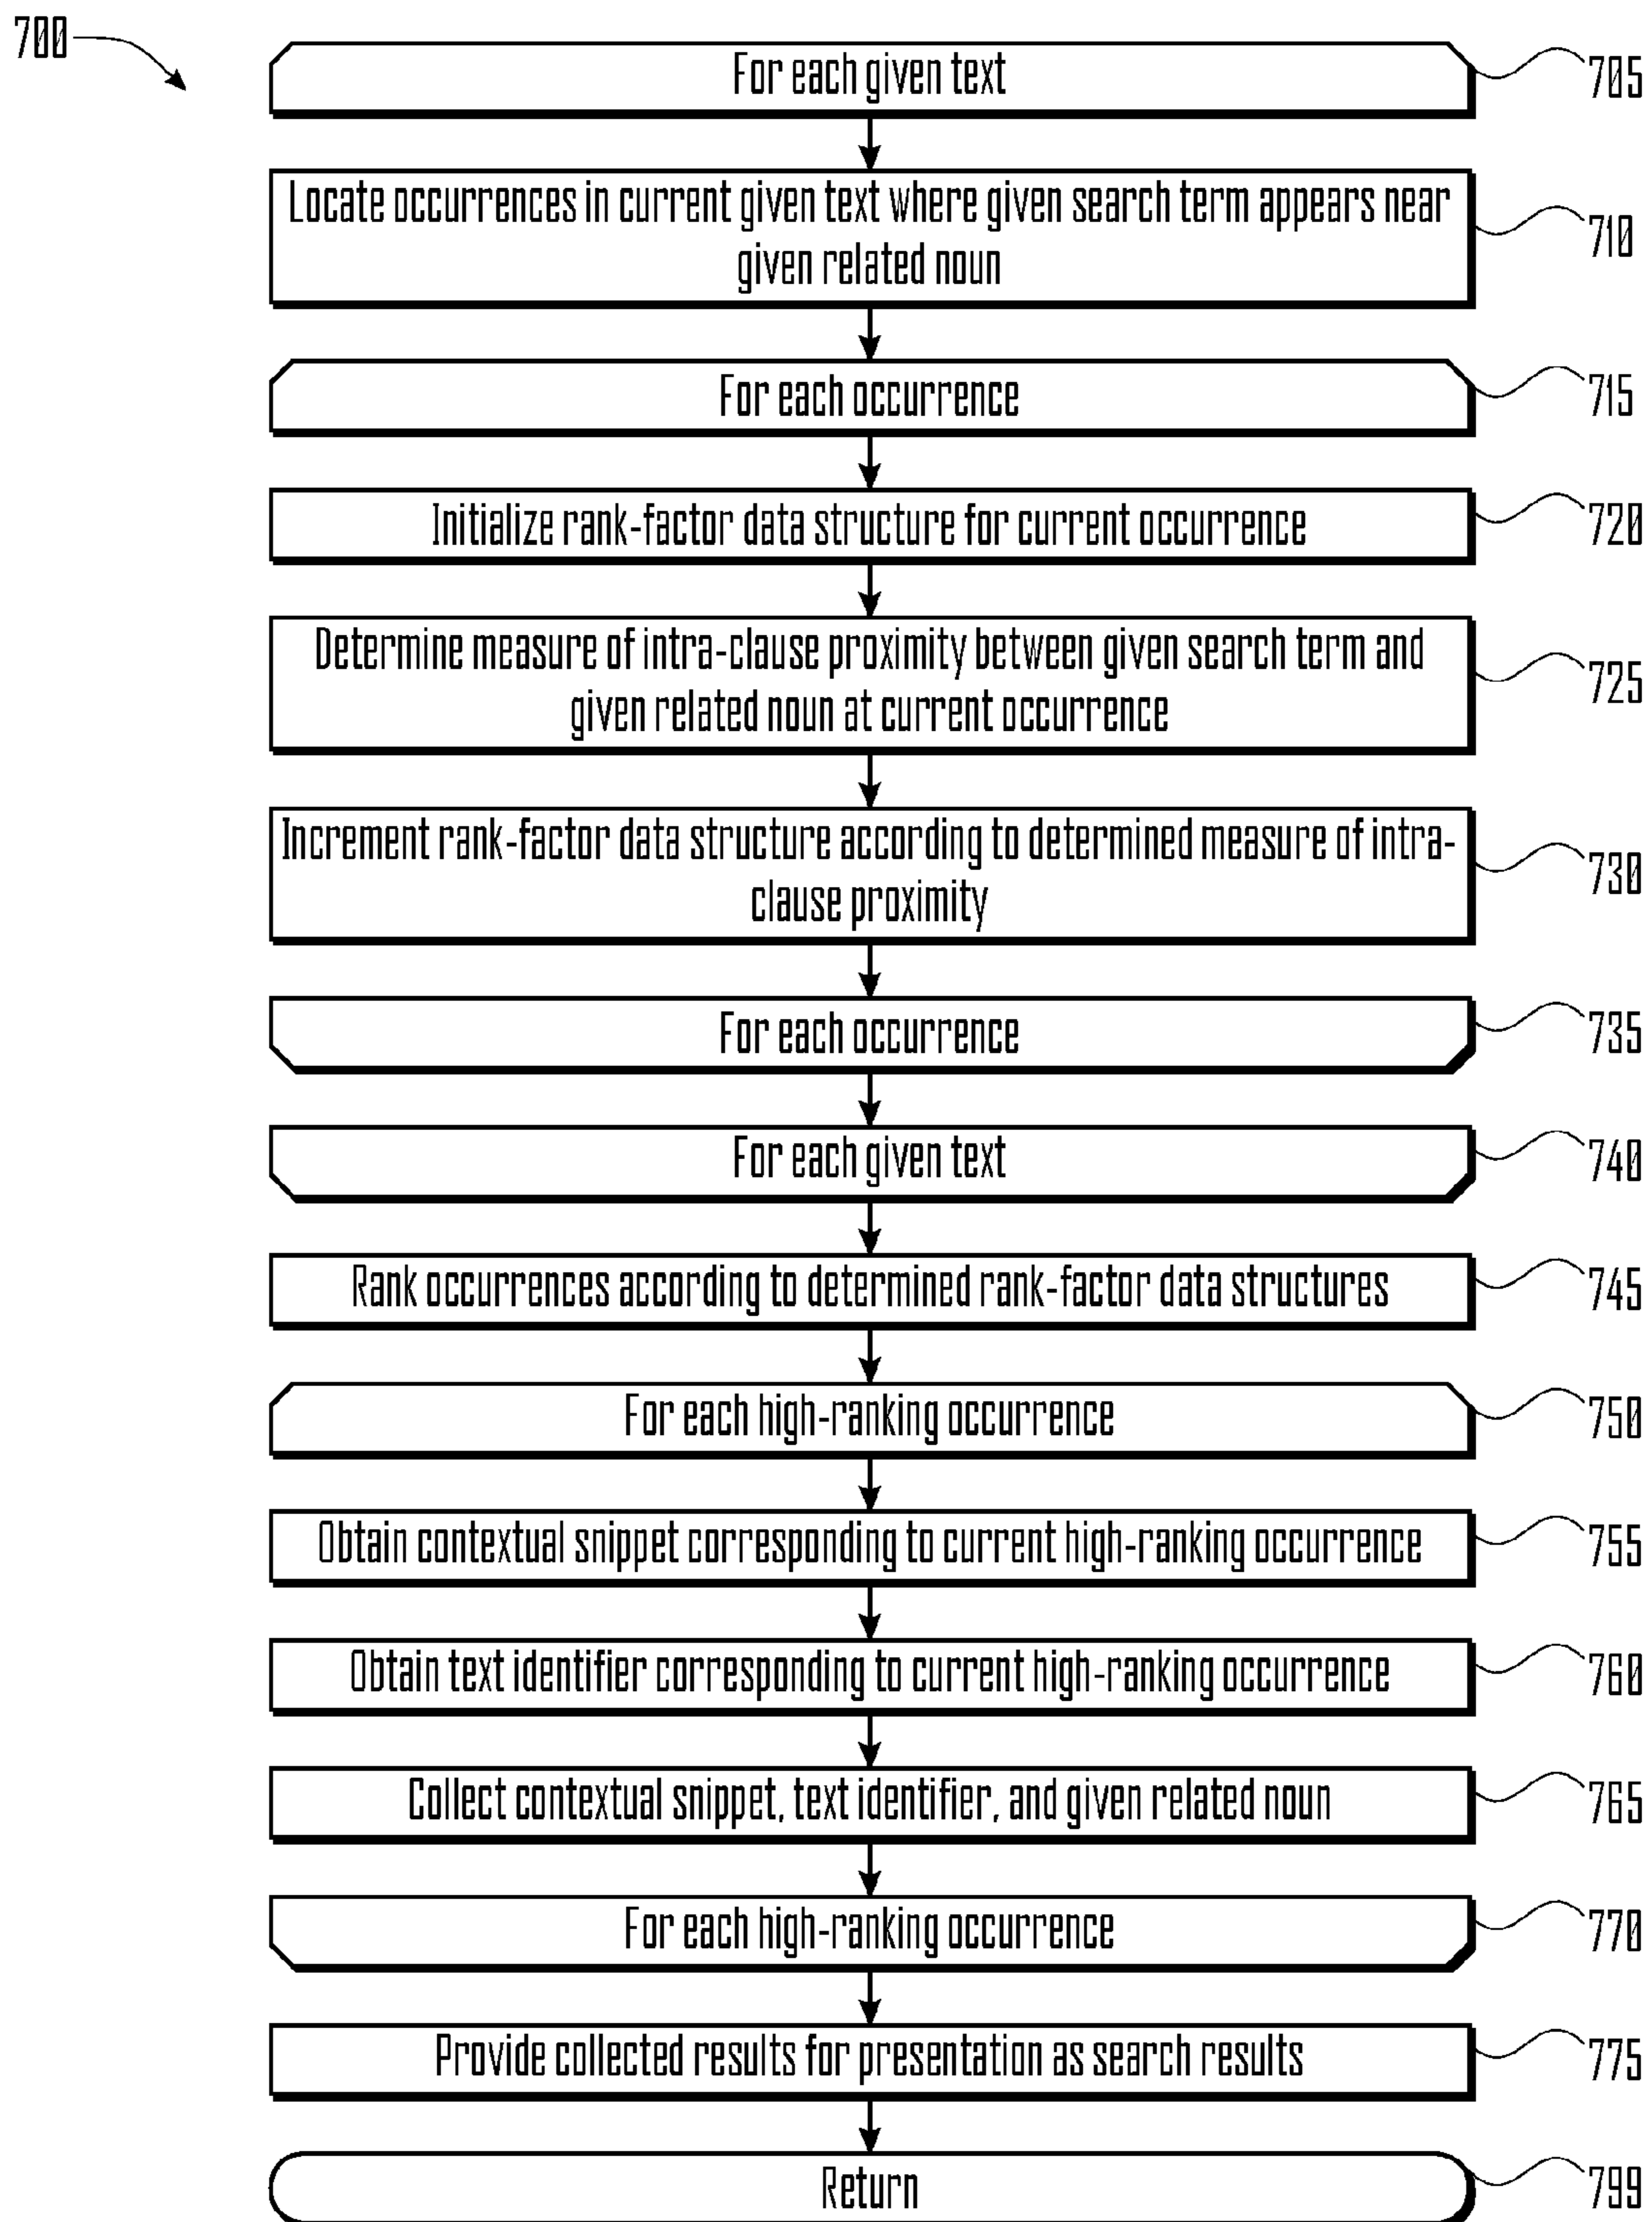 700
For each given text
705
Locate occurrences in current given text where given search term appears near
given related noun
710
For each occurrence
715
Initialize rank-factor data structure for current occurrence
720
Determine measure of intra-clause proximity between given search term and
given related noun at current occurrence
725
Increment rank-factor data structure according to determined measure of intra-
clause proximity
730
For each occurrence
735
For each given text
740
Rank occurrences according to determined rank-factor data structures
745
For each high-ranking occurrence
750
Obtain contextual snippet corresponding to current high-ranking occurrence
755
Obtain text identifier corresponding to current high-ranking occurrence
760
Collect contextual snippet, text identifier, and given related noun
765
For each high-ranking occurrence
770
Provide collected results for presentation as search results
775
Return
799